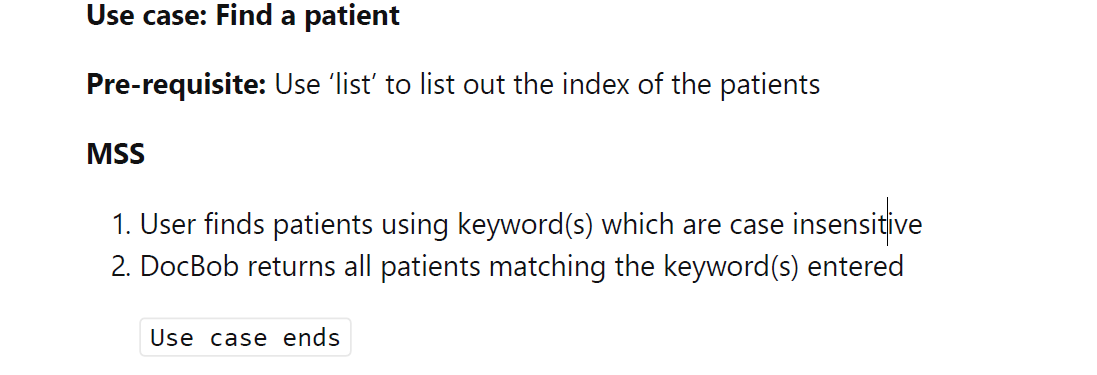 Use case: Find a patient
Pre-requisite: Use ‘list’ to list out the index of the patients
MSS
1. User finds patients using keyword(s) which are case insensitive
2. DocBob returns all patients matching the keyword(s) entered
Use case ends